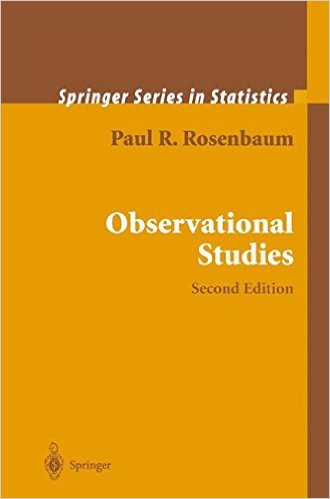 Springer Series in Statistics
Paul R. Rosenbaum
Observational
Studies
Second Edition
Springer